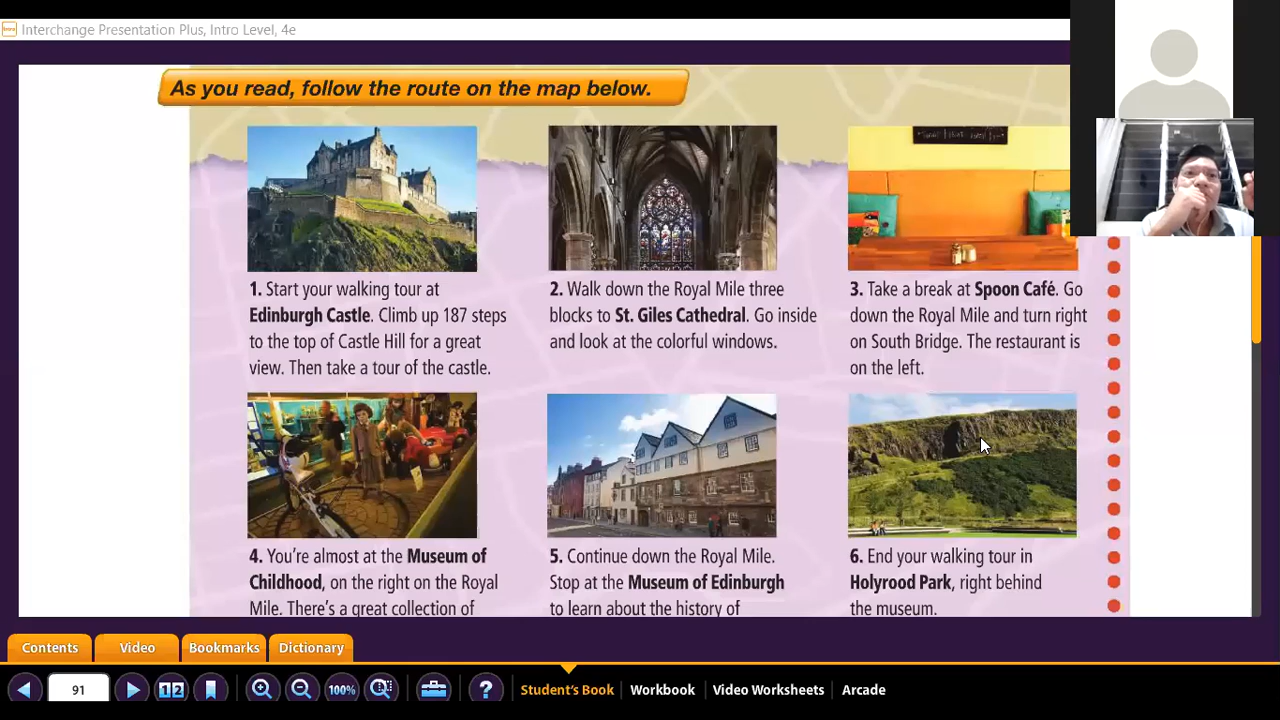 Interchange Presentation Plus, Intro Level, 4e
As you read, follow the route on the map below.
1. Start your walking tour at
Edinburgh Castle. Climb up 187 steps
to the top of Castle Hill for a great
view. Then take a tour of the castle.
2. Walk down the Royal Mile three
blocks to St. Giles Cathedral. Go inside
and look at the colorful windows.
3. Take a break at Spoon Café. Go
down the Royal Mile and turn right
on South Bridge. The restaurant is
on the left.
4. You're almost at the Museum of
Childhood, on the right on the Royal
Mile. There's a great collection of
5. Continue down the Royal Mile.
Stop at the Museum of Edinburgh
to learn about the history of
6. End your walking tour in
Holyrood Park, right behind
the museum.
Contents Video Bookmarks Dictionary
91 12 100% ? Student's Book Workbook Video Worksheets Arcade